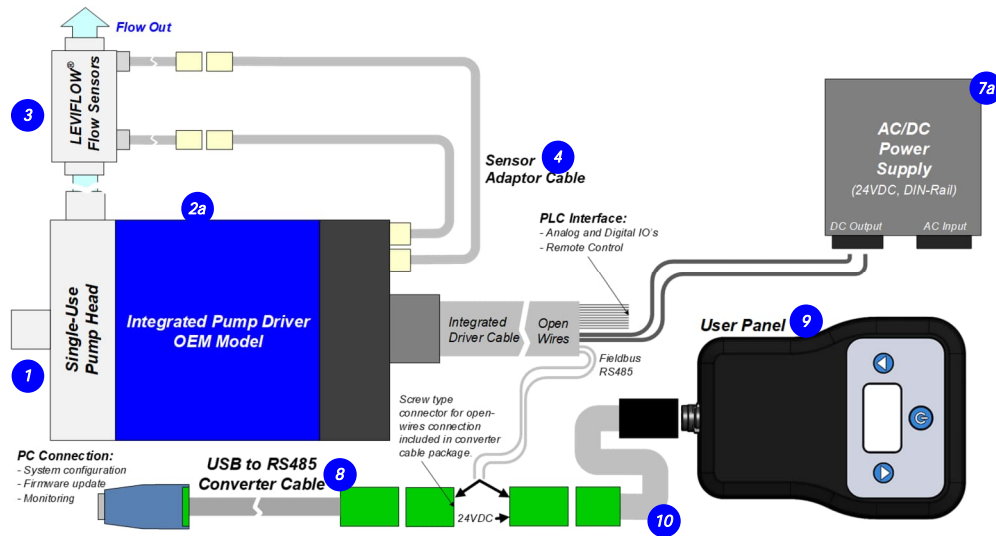 Flow Out
3
LEVIFLOW®
Flow Sensors
Sensor
Adaptor Cable
4
7a
AC/DC
Power
Supply
(24VDC, DIN-Rail)
DC Output
AC Input
2a
PLC Interface:
- Analog and Digital IO's
- Remote Control
Single-Use
Pump Head
1
Integrated Pump Driver
OEM Model
Integrated
Driver Cable
Open
Wires
Fieldbus
RS485
User Panel
9
Screw type
connector for open-
wires connection
included in converter
cable package.
PC Connection:
- System configuration
- Firmware update
- Monitoring
USB to RS485
Converter Cable
8
24VDC
10